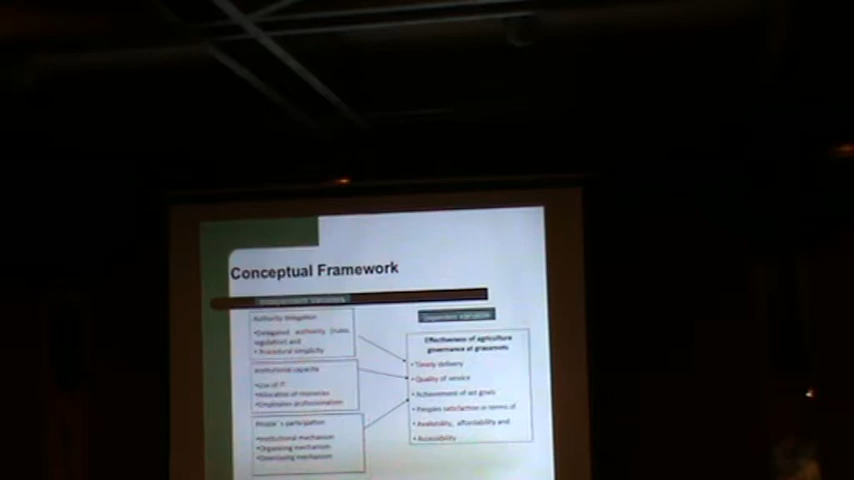 Conceptual Framework
Independent Variables
Dependent Variable
Authority delegation
•Delegated authority (rules,
regulation) and
• Procedural simplicity
Institutional capacity
•Use of IT
•Allocation of resources
•Employees professionalism
People's participation
•Institutional mechanism
•Organizing mechanism
mechanism
Effectiveness of agriculture
governance at grassroots
• Timely delivery
•Quality of service
•Achievement of set goals
•Peoples satisfaction in terms of
• Availability, affordability and
• Accessibility